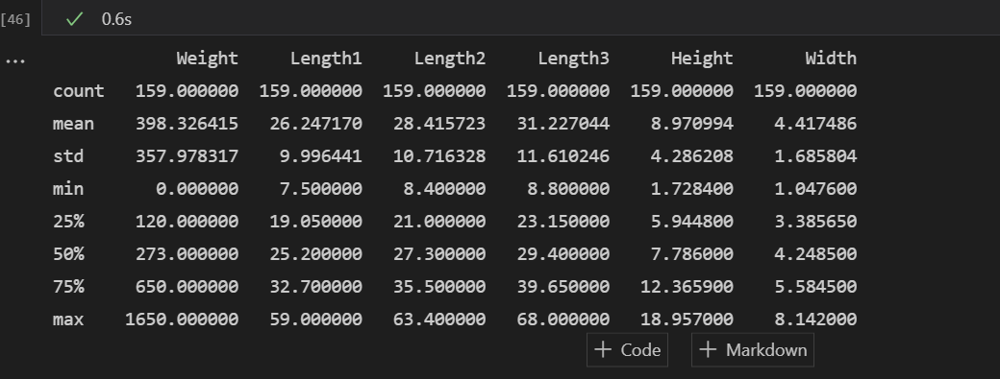 [46] ✓ 0.6s
... Weight Length1 Length2 Length3 Height Width
count 159.000000 159.000000 159.000000 159.000000 159.000000 159.000000
mean 398.326415 26.247170 28.415723 31.227044 8.970994 4.417486
std 357.978317 9.996441 10.716328 11.610246 4.286208 1.685804
min 0.000000 7.500000 8.400000 8.800000 1.728400 1.047600
25% 120.000000 19.050000 21.000000 23.150000 5.944800 3.385650
50% 273.000000 25.200000 27.300000 29.400000 7.786000 4.248500
75% 650.000000 32.700000 35.500000 39.650000 12.365900 5.584500
max 1650.000000 59.000000 63.400000 68.000000 18.957000 8.142000
+ Code + Markdown